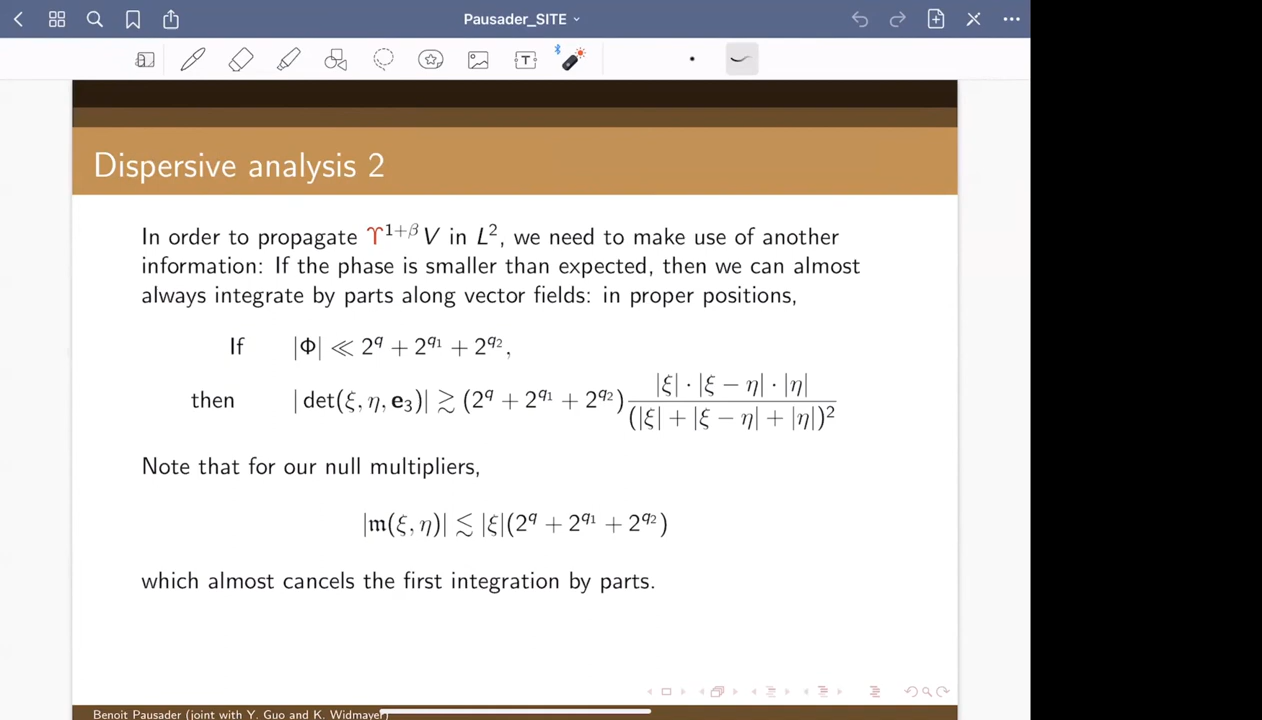 Pausader_SITE
Dispersive analysis 2
In order to propagate ϒ^{1+β} V in L², we need to make use of another
information: If the phase is smaller than expected, then we can almost
always integrate by parts along vector fields: in proper positions,
If |Φ| ≪ 2^q + 2^{q_1} + 2^{q_2},
then | det(ξ, η, e₃)| ≳ (2^q + 2^{q_1} + 2^{q_2}) \frac{|ξ| · |ξ − η| · |η|}{(|ξ| + |ξ − η| + |η|)^2}
Note that for our null multipliers,
|𝔪(ξ, η)| ≲ |ξ|(2^q + 2^{q_1} + 2^{q_2})
which almost cancels the first integration by parts.
Benoit Pausader (joint with Y. Guo and K. Widmayer)